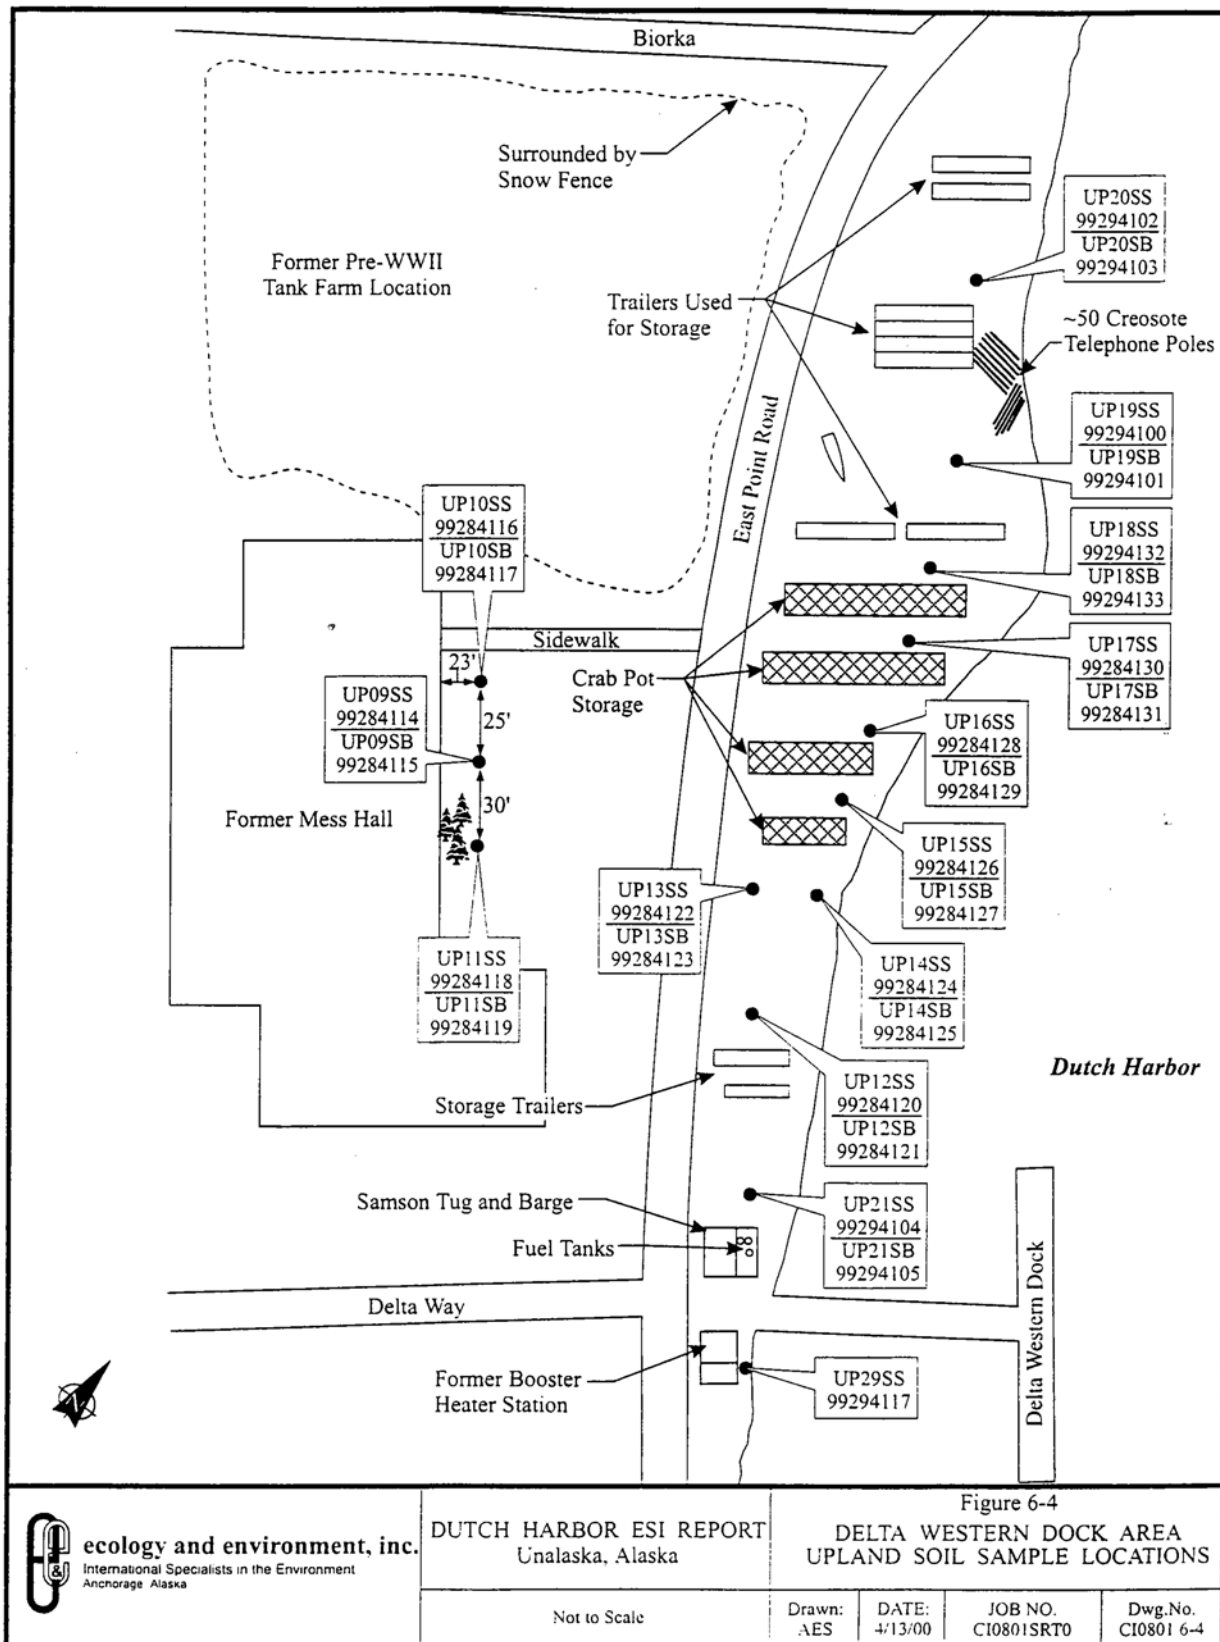 Biorka
Surrounded by
Snow Fence
Former Pre-WWII
Tank Farm Location
Trailers Used
for Storage
UP20SS
99294102
UP20SB
99294103
~50 Creosote
Telephone Poles
East Point Road
UP19SS
99294100
UP19SB
99294101
UP10SS
99284116
UP10SB
99284117
UP18SS
99294132
UP18SB
99294133
Sidewalk
23'
UP17SS
99284130
UP17SB
99284131
Crab Pot
Storage
UP09SS
99284114
UP09SB
99284115
25'
UP16SS
99284128
UP16SB
99284129
30'
Former Mess Hall
UP15SS
99284126
UP15SB
99284127
UP13SS
99284122
UP13SB
99284123
UP11SS
99284118
UP11SB
99284119
UP14SS
99284124
UP14SB
99284125
Dutch Harbor
UP12SS
99284120
UP12SB
99284121
Storage Trailers
Samson Tug and Barge
Fuel Tanks
UP21SS
99294104
UP21SB
99294105
Delta Way
Delta Western Dock
Former Booster
Heater Station
UP29SS
99294117
N
ecology and environment, inc.
International Specialists in the Environment
Anchorage Alaska
DUTCH HARBOR ESI REPORT
Unalaska, Alaska
Not to Scale
Figure 6-4
DELTA WESTERN DOCK AREA
UPLAND SOIL SAMPLE LOCATIONS
Drawn:
AES
DATE:
4/13/00
JOB NO.
CI0801SRT0
Dwg.No.
CI0801 6-4